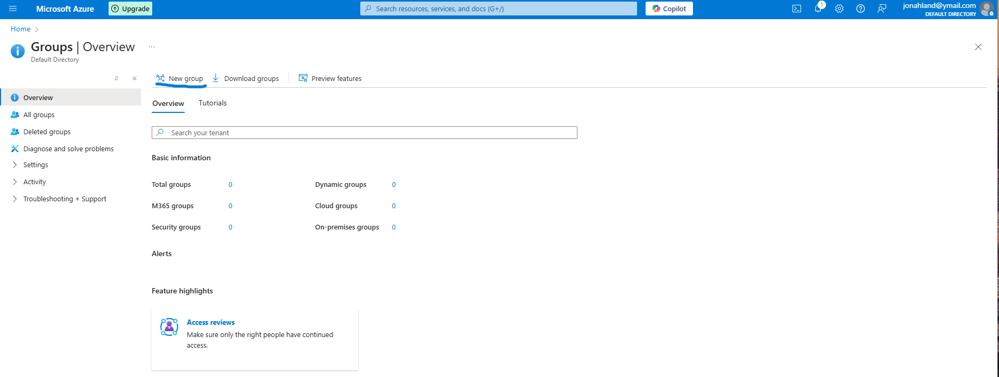 Microsoft Azure
Upgrade
Search resources, services, and docs (G+/)
Copilot
1
jonahland@ymail.com
DEFAULT DIRECTORY
Home
Groups | Overview
...
Default Directory
New group
Download groups
Preview features
Overview
All groups
Deleted groups
Diagnose and solve problems
Settings
Activity
Troubleshooting + Support
Overview
Tutorials
Search your tenant
Basic information
Total groups 0
Dynamic groups 0
M365 groups 0
Cloud groups 0
Security groups 0
On-premises groups 0
Alerts
Feature highlights
Access reviews
Make sure only the right people have continued
access.